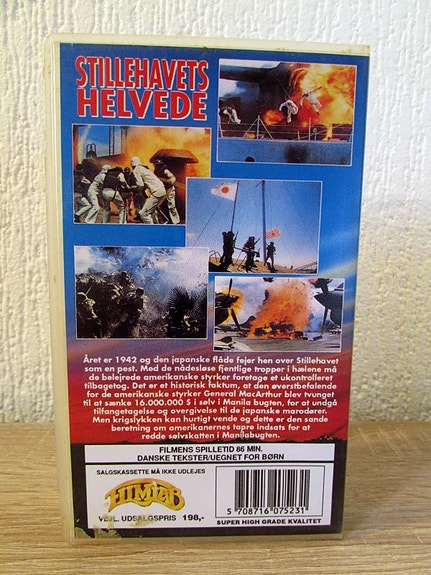 STILLEHAVETS
HELVEDE
Året er 1942 og den japanske flåde fejer hen over Stillehavet
som en pest. Med de nådesløse fjentlige tropper i hælene må
de belejrede amerikanske styrker foretage et ukontrolleret
tilbagetog. Det er et historisk faktum, at den øverstbefalende
for de amerikanske styrker General MacArthur blev tvunget
til at sænke 16.000.000 $ i sølv i Manila bugten, for at undgå
tilfangetagelse og overgivelse til de japanske marodører.
Men krigslykken kan hurtigt vende og dette er den sande
beretning om amerikanernes tapre indsats for at
redde sølvskatten i Manilabugten.
FILMENS SPILLETID 86 MIN.
DANSKE TEKSTER/UEGNET FOR BØRN
SALGSKASSETTE MÅ IKKE UDLEJES
FILMLAB
VEJL. UDSALGSPRIS 198,-
5 708716 075231
SUPER HIGH GRADE KVALITET